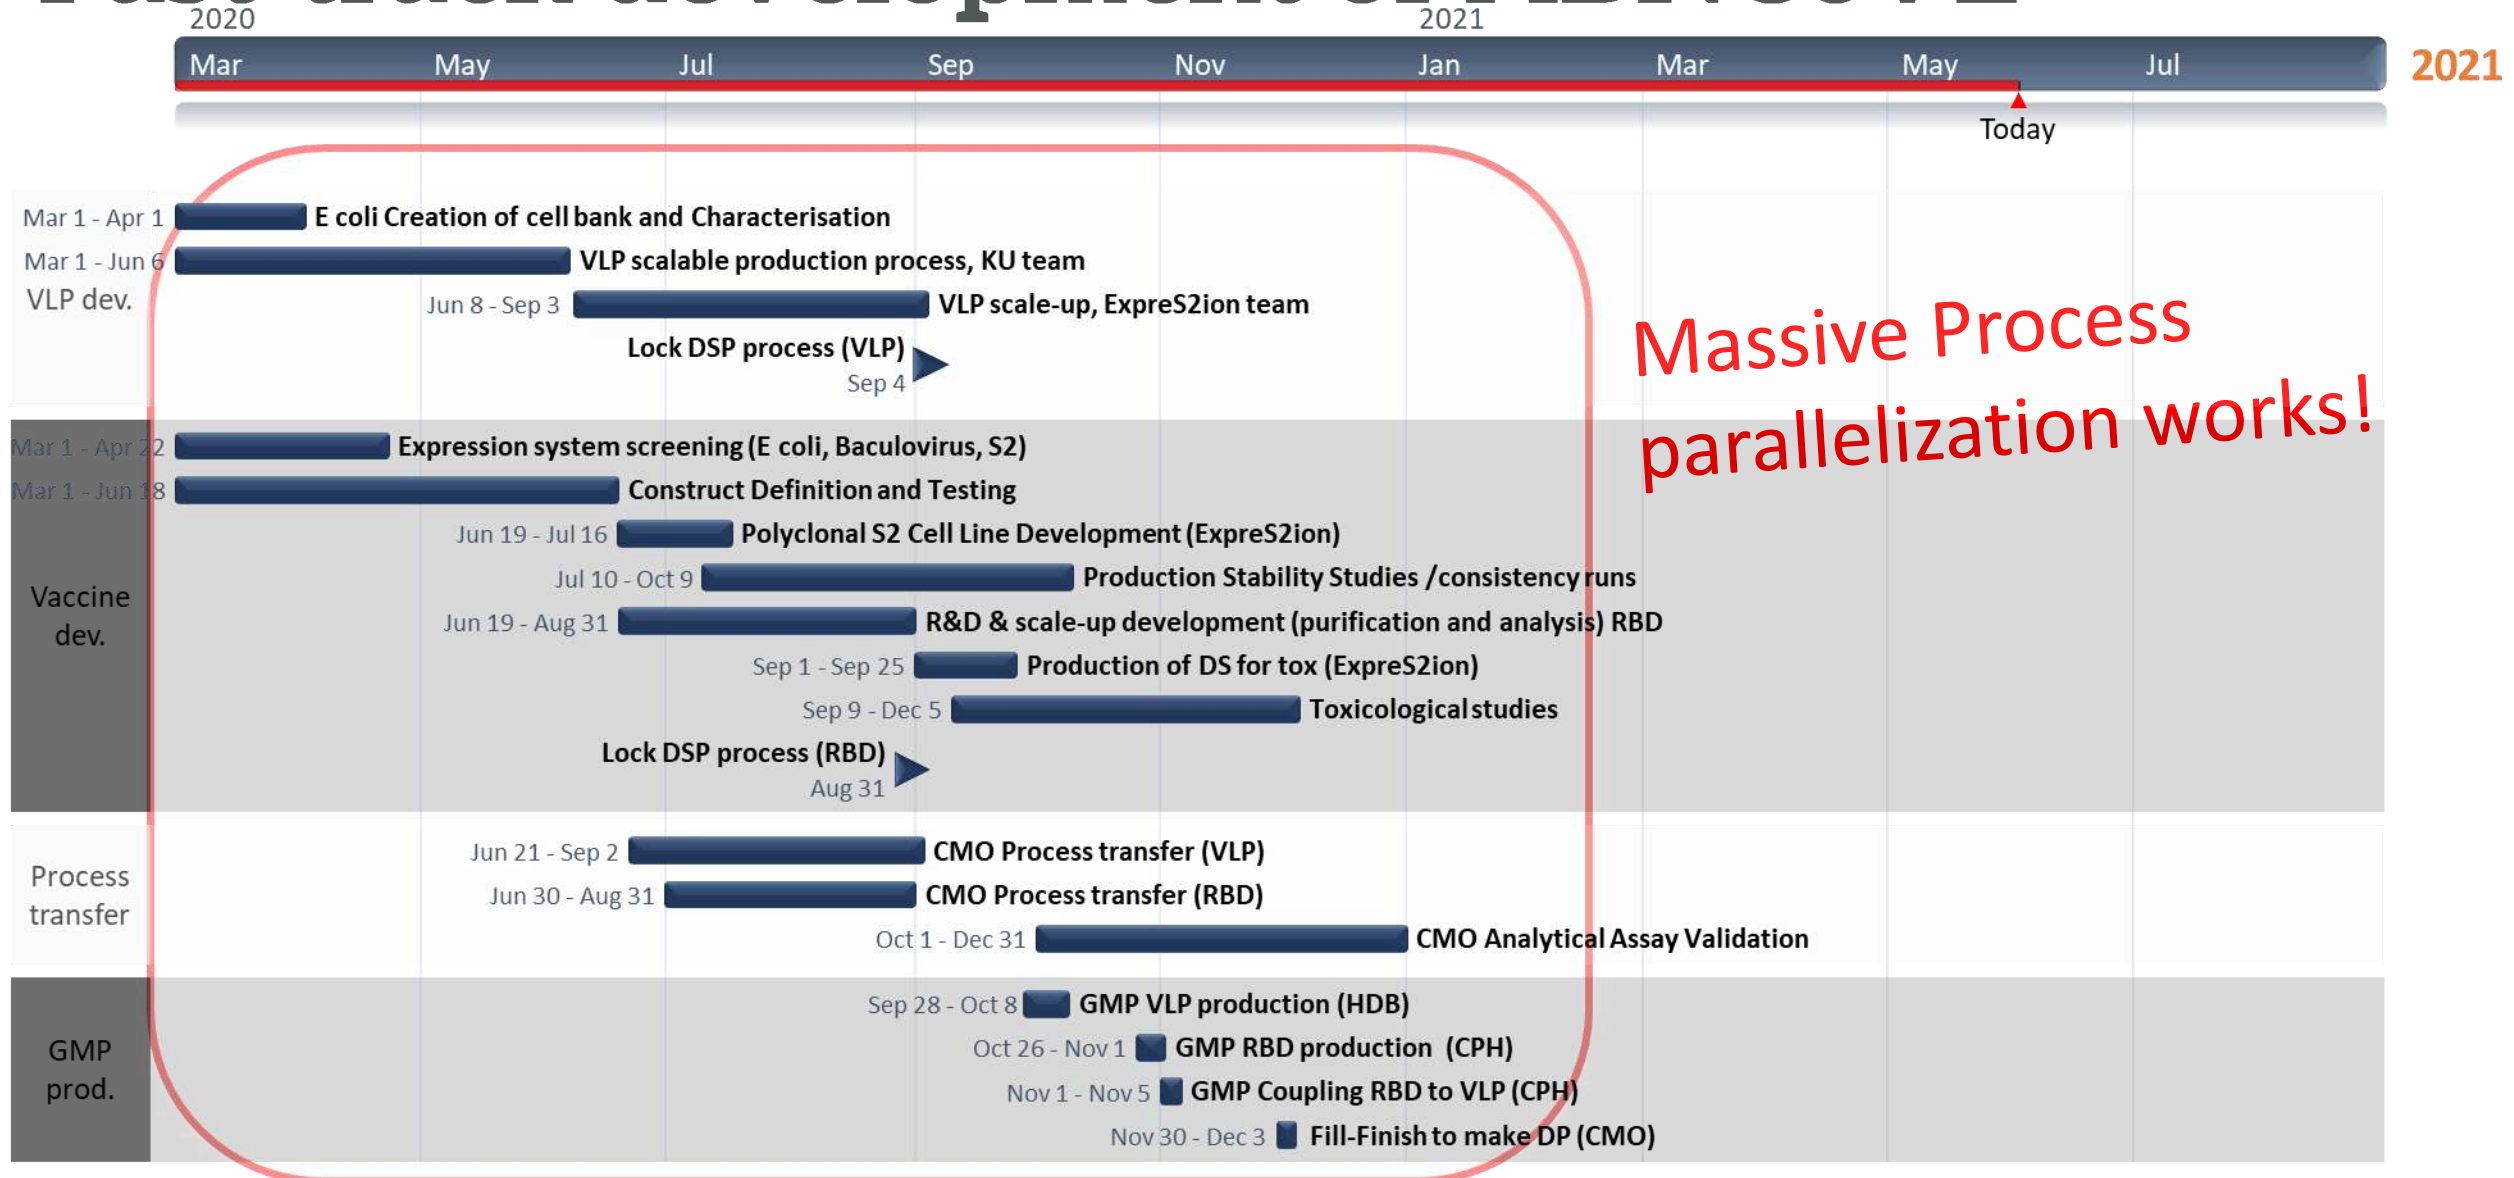 Fast track development of ABNCoV2
2020 2021
Mar May Jul Sep Nov Jan Mar May Jul 2021
Today
Mar 1 - Apr 1 E coli Creation of cell bank and Characterisation
Mar 1 - Jun 6 VLP scalable production process, KU team
VLP dev.
Jun 8 - Sep 3 VLP scale-up, ExpreS2ion team
Lock DSP process (VLP)
Sep 4
Massive Process
parallelization works!
Mar 1 - Apr 22 Expression system screening (E coli, Baculovirus, S2)
Mar 1 - Jun 18 Construct Definition and Testing
Jun 19 - Jul 16 Polyclonal S2 Cell Line Development (ExpreS2ion)
Jul 10 - Oct 9 Production Stability Studies /consistency runs
Vaccine
dev.
Jun 19 - Aug 31 R&D & scale-up development (purification and analysis) RBD
Sep 1 - Sep 25 Production of DS for tox (ExpreS2ion)
Sep 9 - Dec 5 Toxicological studies
Lock DSP process (RBD)
Aug 31
Jun 21 - Sep 2 CMO Process transfer (VLP)
Process
transfer
Jun 30 - Aug 31 CMO Process transfer (RBD)
Oct 1 - Dec 31 CMO Analytical Assay Validation
Sep 28 - Oct 8 GMP VLP production (HDB)
GMP
prod.
Oct 26 - Nov 1 GMP RBD production (CPH)
Nov 1 - Nov 5 GMP Coupling RBD to VLP (CPH)
Nov 30 - Dec 3 Fill-Finish to make DP (CMO)